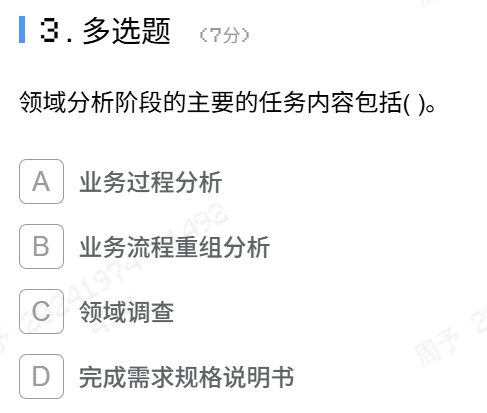 3.多选题 (7分)
领域分析阶段的主要的任务内容包括( )。
A 业务过程分析
B 业务流程重组分析
C 领域调查
D 完成需求规格说明书